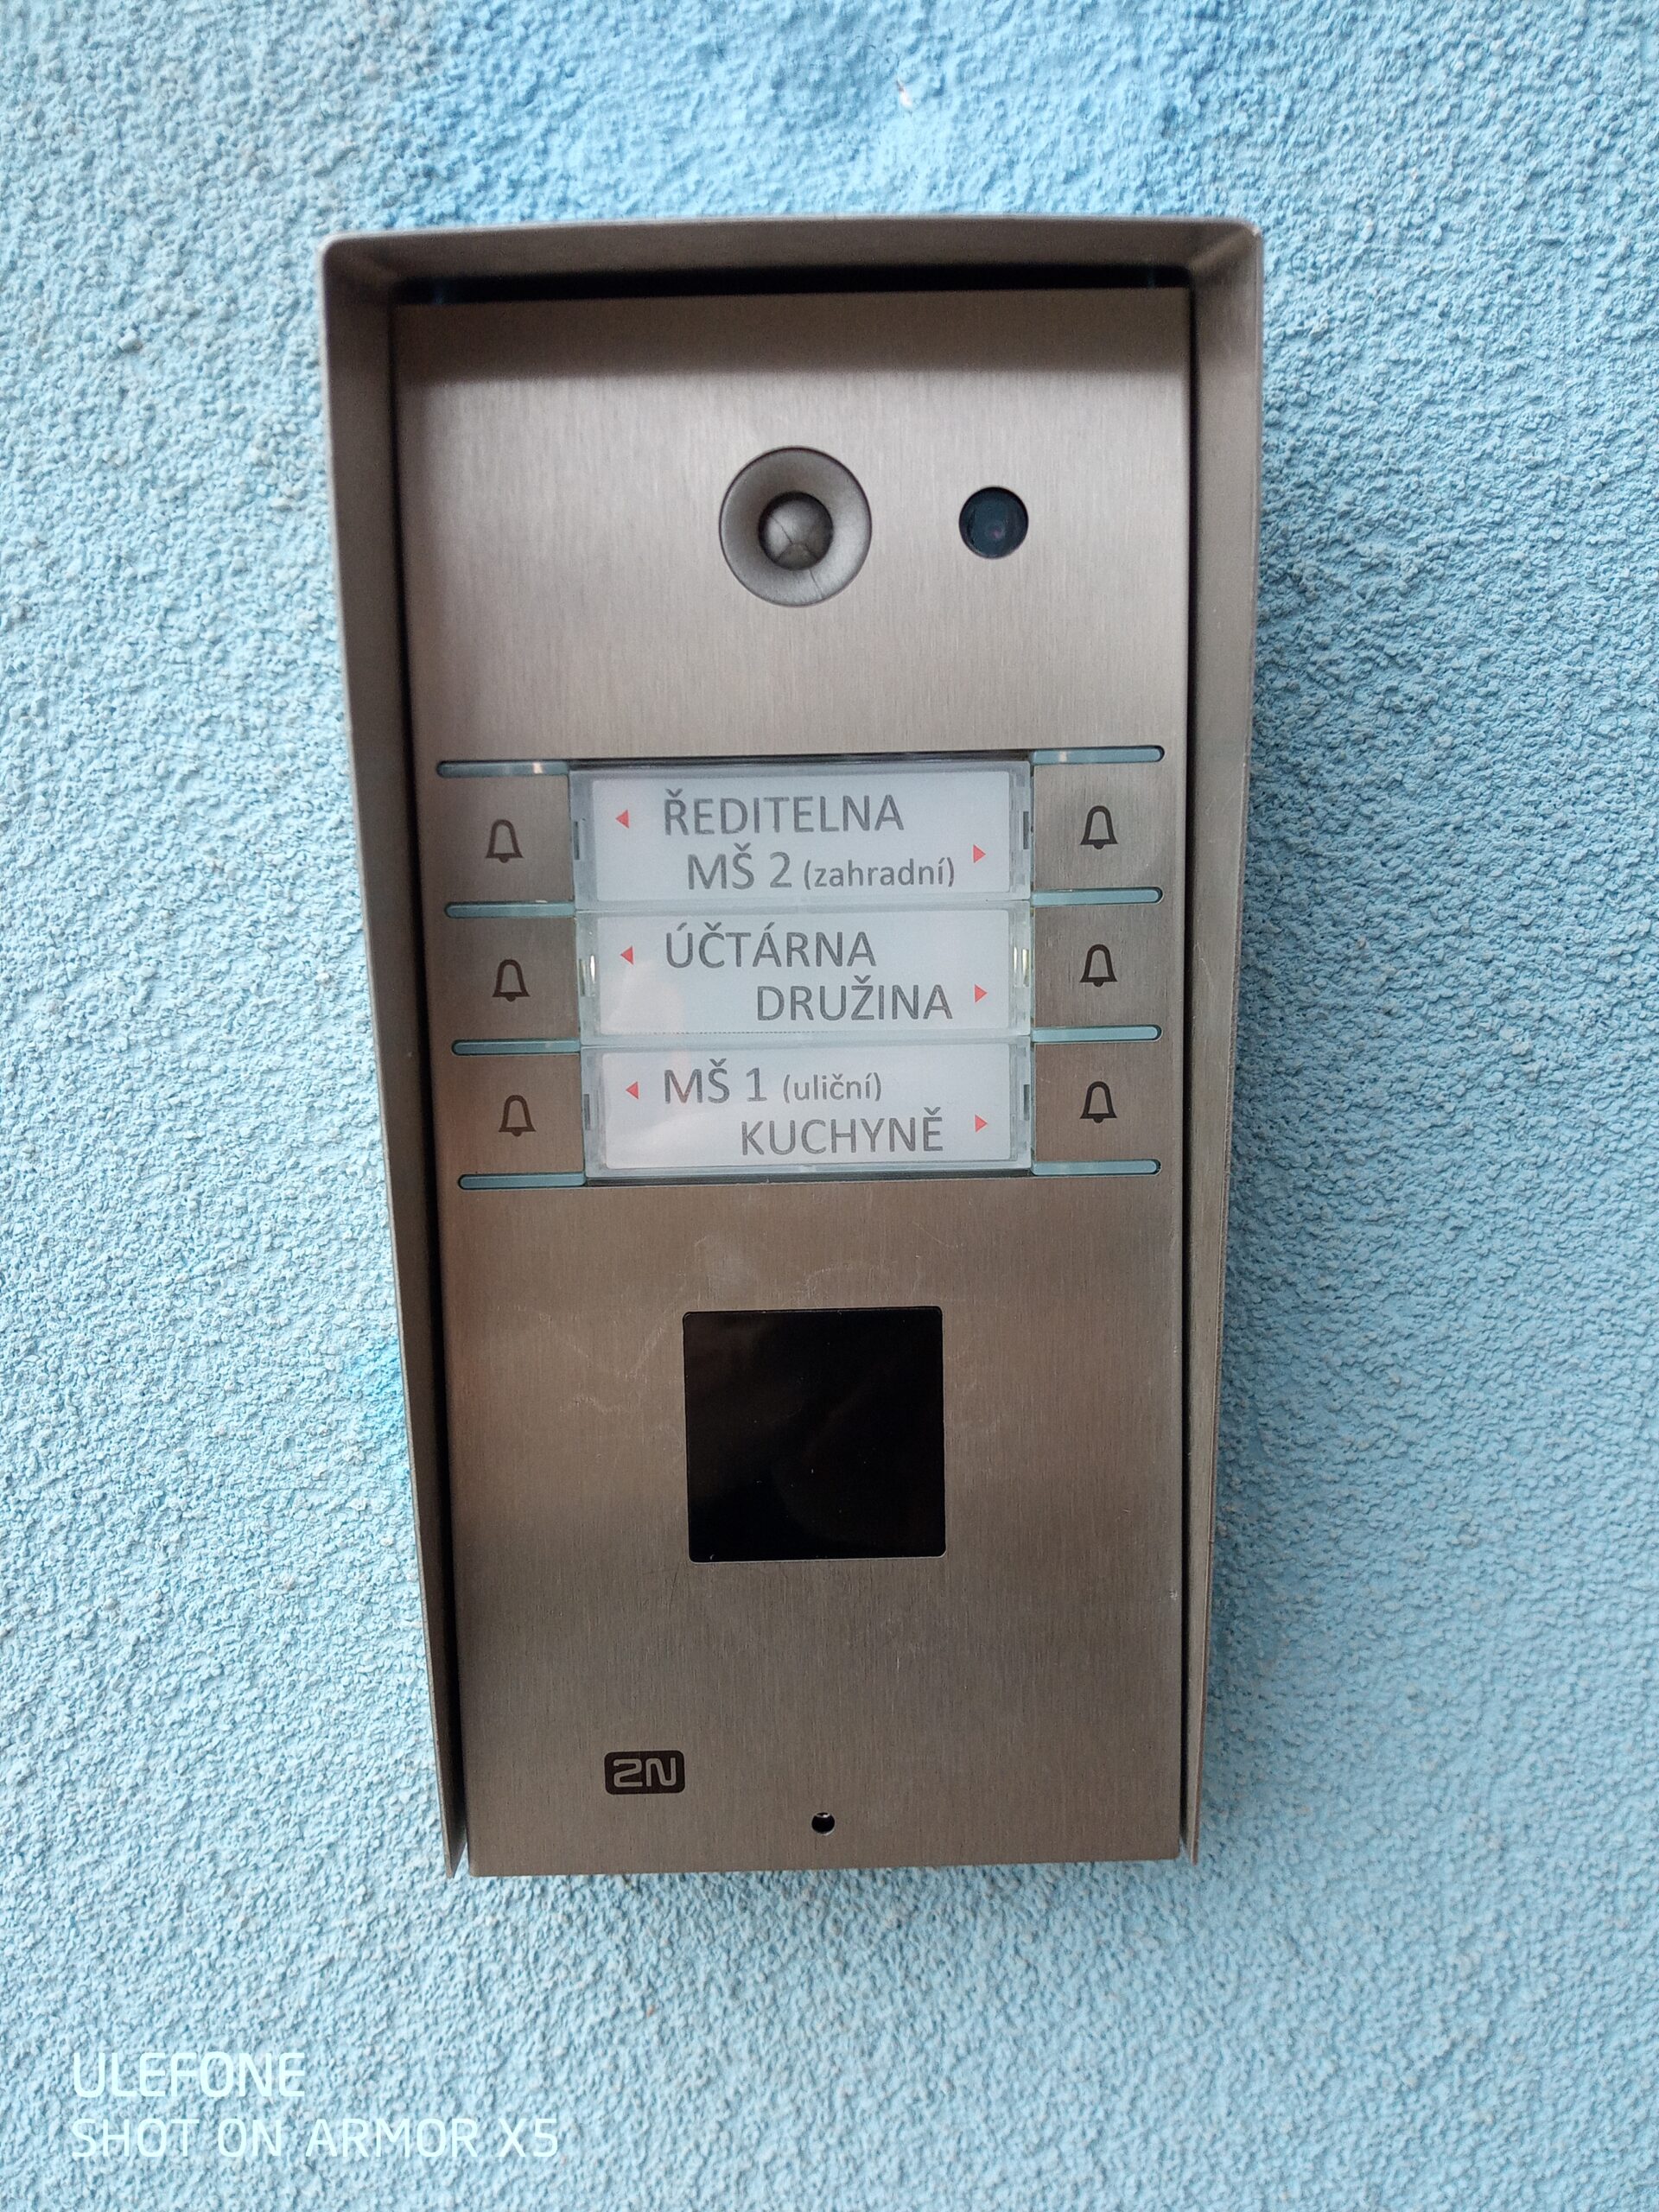 ŘEDITELNA
MŠ 2 (zahradní)
ÚČTÁRNA
DRUŽINA
MŠ 1 (uliční)
KUCHYNĚ
2N
ULEFONE
SHOT ON ARMOR X5